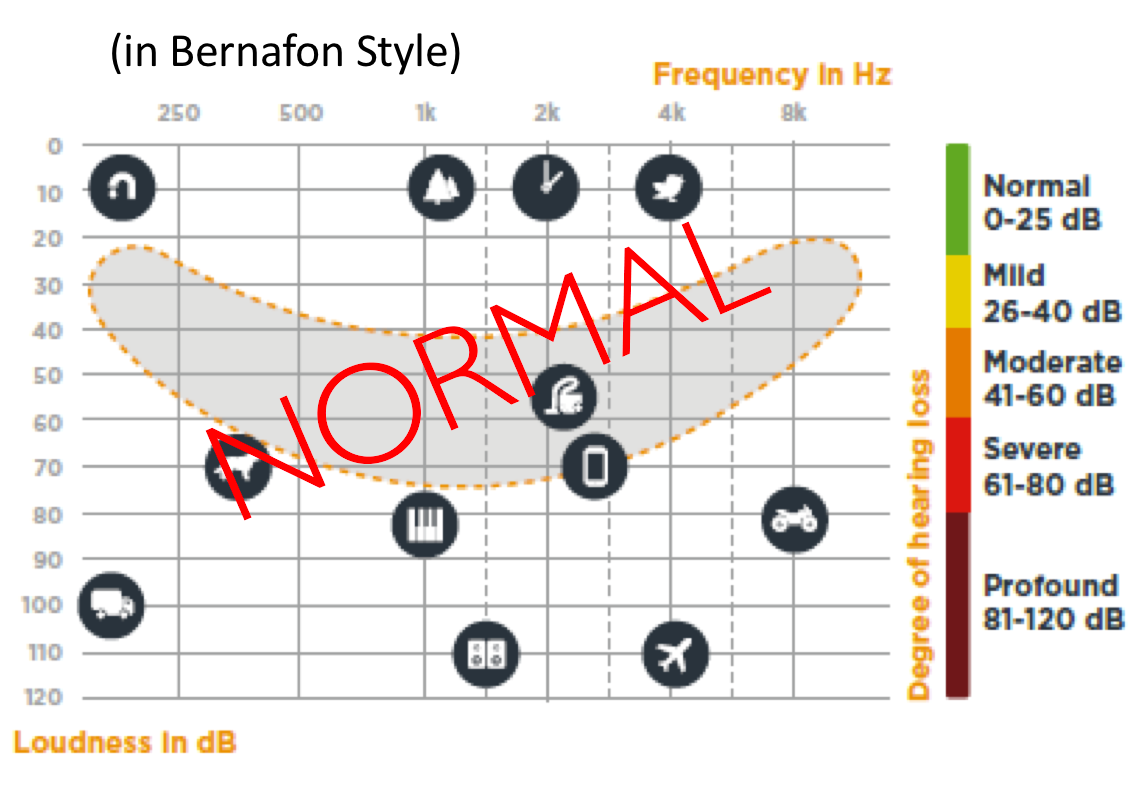 (in Bernafon Style)
Frequency in Hz
250 500 1k 2k 4k 8k
0
10
20
30
40
50
60
70
80
90
100
110
120
Loudness in dB
NORMAL
Degree of hearing loss
Normal
0-25 dB
Mild
26-40 dB
Moderate
41-60 dB
Severe
61-80 dB
Profound
81-120 dB